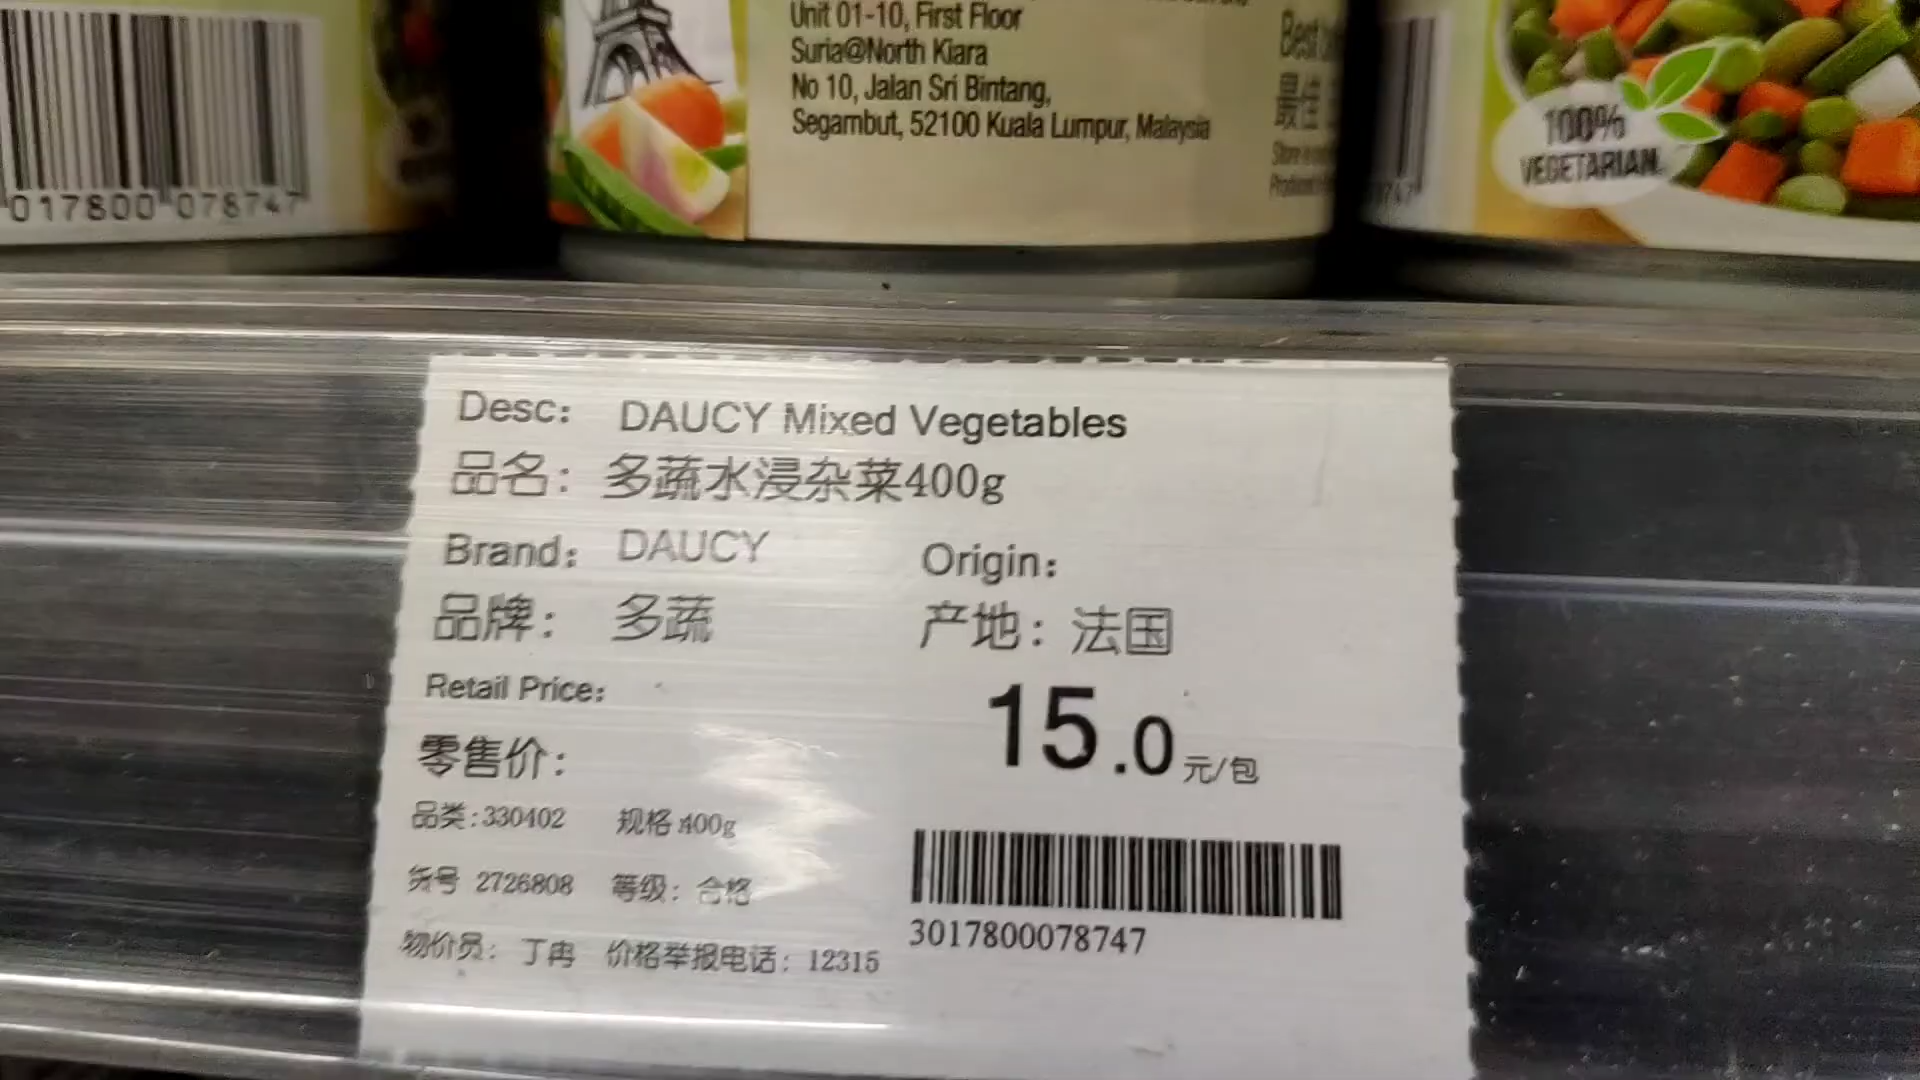 Unit 01-10, First Floor
Suria@North Kiara
No 10, Jalan Sri Bintang,
Segambut, 52100 Kuala Lumpur, Malaysia
Best
最佳
100%
VEGETARIAN
017800 078747
Desc: DAUCY Mixed Vegetables
品名: 多蔬水浸杂菜400g
Brand: DAUCY Origin:
品牌: 多蔬 产地: 法国
Retail Price:
零售价: 15.0元/包
品类:330402 规格:400g
货号 2726808 等级: 合格
物价员: 丁冉 价格举报电话: 12315
3017800078747